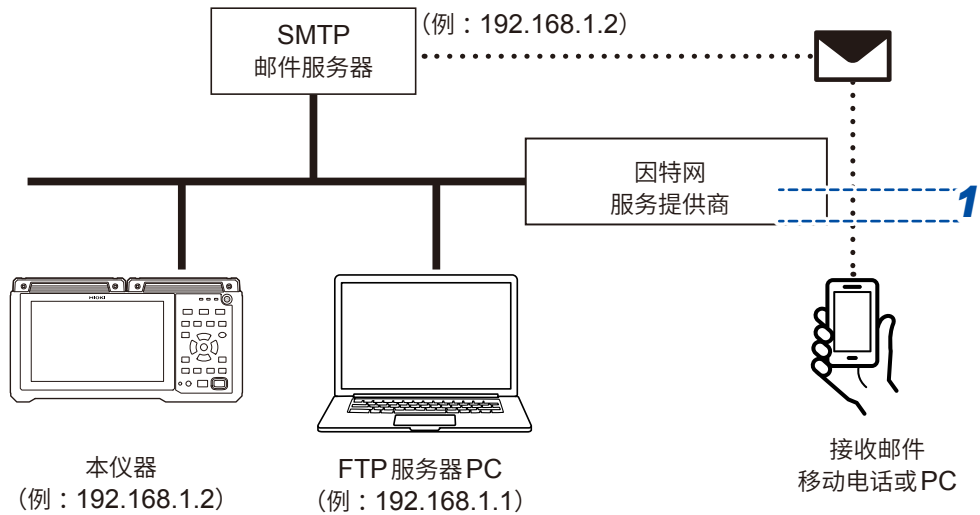 SMTP
邮件服务器
（例：192.168.1.2）
因特网
服务提供商
1
HIOKI
本仪器
（例：192.168.1.2）
FTP服务器PC
（例：192.168.1.1）
接收邮件
移动电话或PC